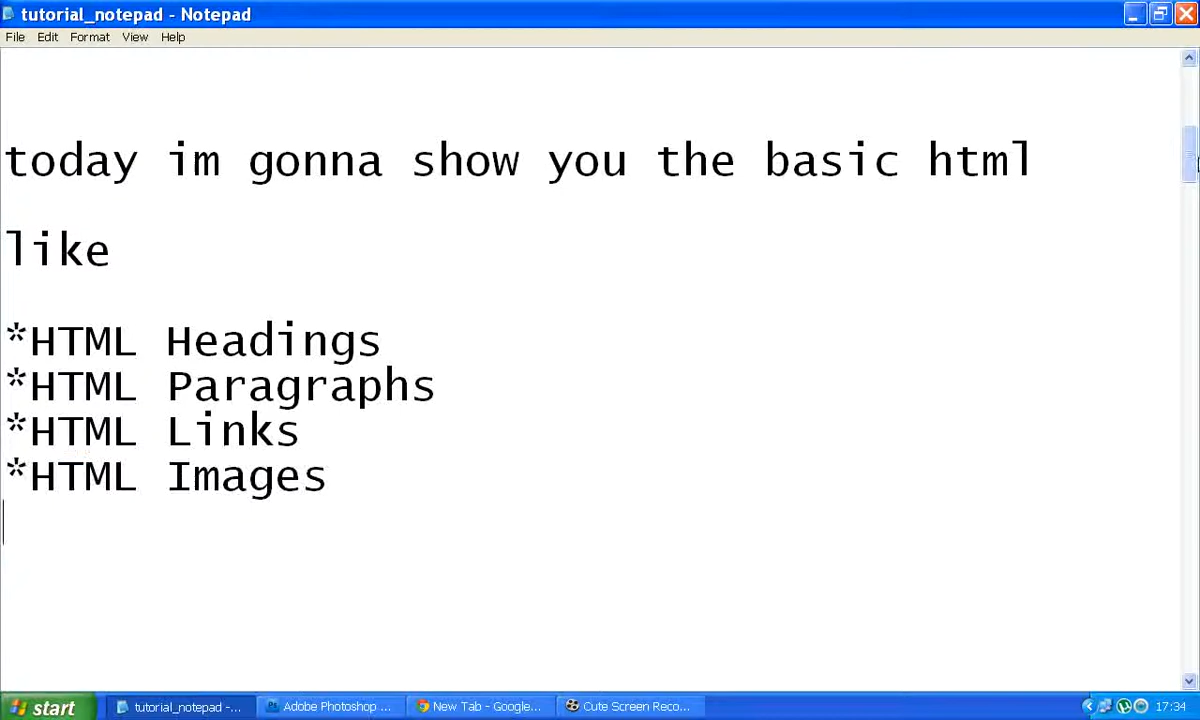 tutorial_notepad - Notepad
File Edit Format View Help
today im gonna show you the basic html
like
*HTML Headings
*HTML Paragraphs
*HTML Links
*HTML Images
start tutorial_notepad -... Adobe Photoshop ... New Tab - Google... Cute Screen Reco... 17:34